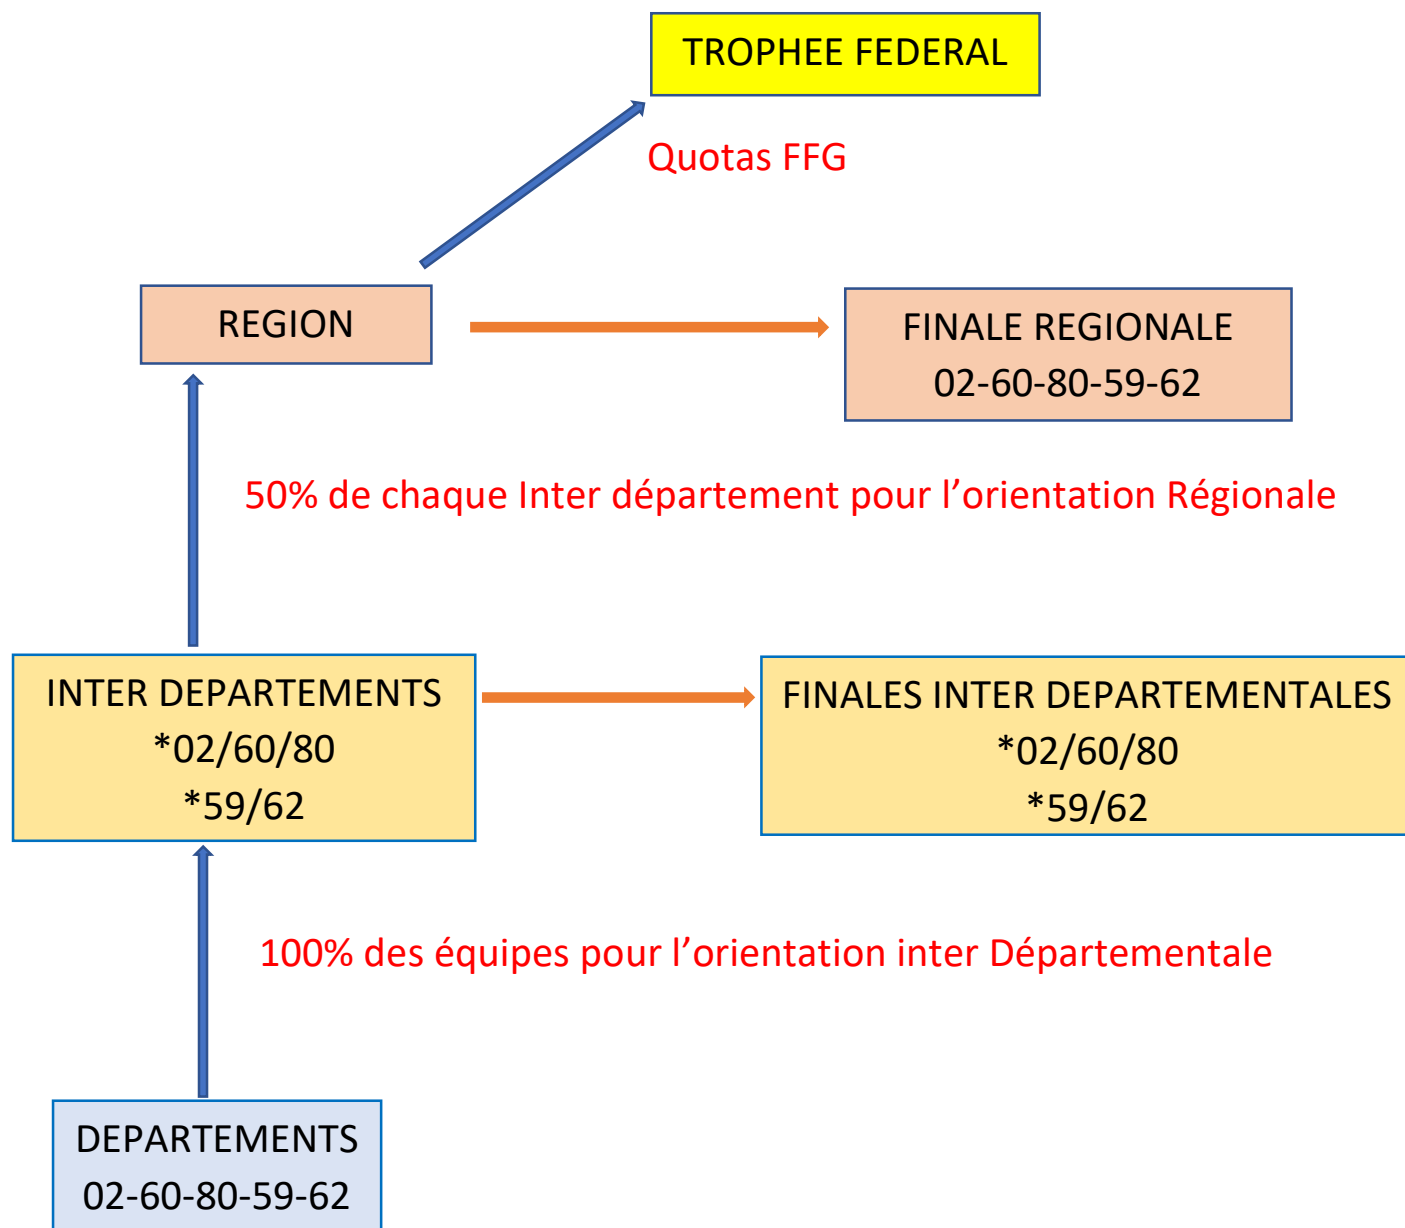 TROPHEE FEDERAL
Quotas FFG
REGION
FINALE REGIONALE
02-60-80-59-62
50% de chaque Inter département pour l’orientation Régionale
INTER DEPARTEMENTS
*02/60/80
*59/62
FINALES INTER DEPARTEMENTALES
*02/60/80
*59/62
100% des équipes pour l’orientation inter Départementale
DEPARTEMENTS
02-60-80-59-62